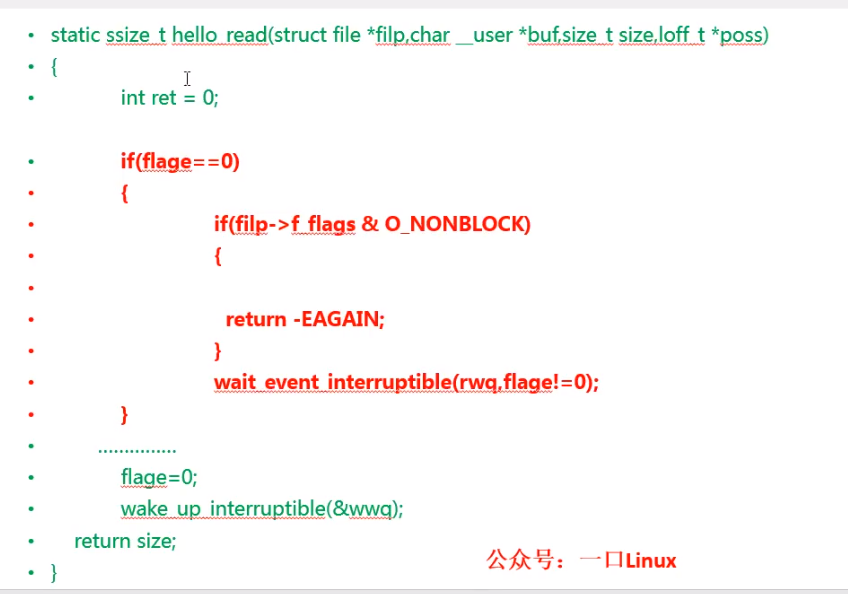 • static ssize_t hello_read(struct file *filp,char __user *buf,size_t size,loff_t *poss)
• {
• int ret = 0;
• if(flage==0)
• {
• if(filp->f_flags & O_NONBLOCK)
• {
•
• return -EAGAIN;
• }
• wait_event_interruptible(rwq,flage!=0);
• }
• ...............
• flage=0;
• wake_up_interruptible(&wwq);
• return size;
公众号：一口Linux
• }